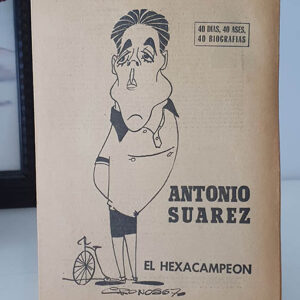 40 DIAS, 40 ASES,
40 BIOGRAFIAS
ANTONIO
SUAREZ
EL HEXACAMPEON